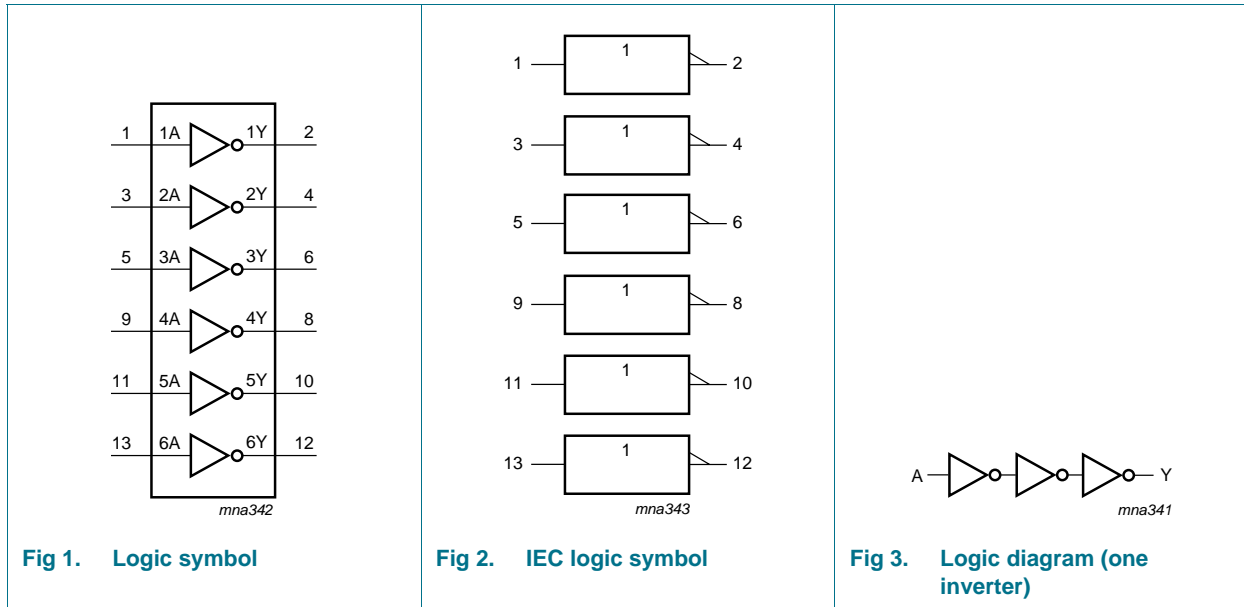 1 1A 1Y 2
3 2A 2Y 4
5 3A 3Y 6
9 4A 4Y 8
11 5A 5Y 10
13 6A 6Y 12
mna342
Fig 1. Logic symbol
1 1 2
3 1 4
5 1 6
9 1 8
11 1 10
13 1 12
mna343
Fig 2. IEC logic symbol
A Y
mna341
Fig 3. Logic diagram (one
inverter)